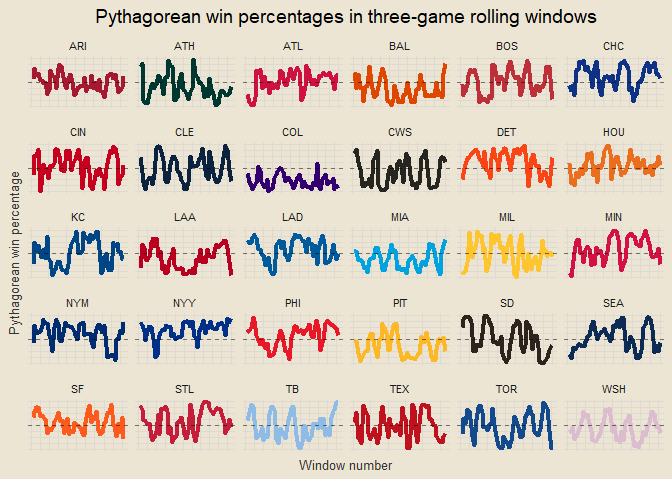 Pythagorean win percentages in three-game rolling windows
ARI ATH ATL BAL BOS CHC
CIN CLE COL CWS DET HOU
KC LAA LAD MIA MIL MIN
NYM NYY PHI PIT SD SEA
SF STL TB TEX TOR WSH
Pythagorean win percentage
Window number